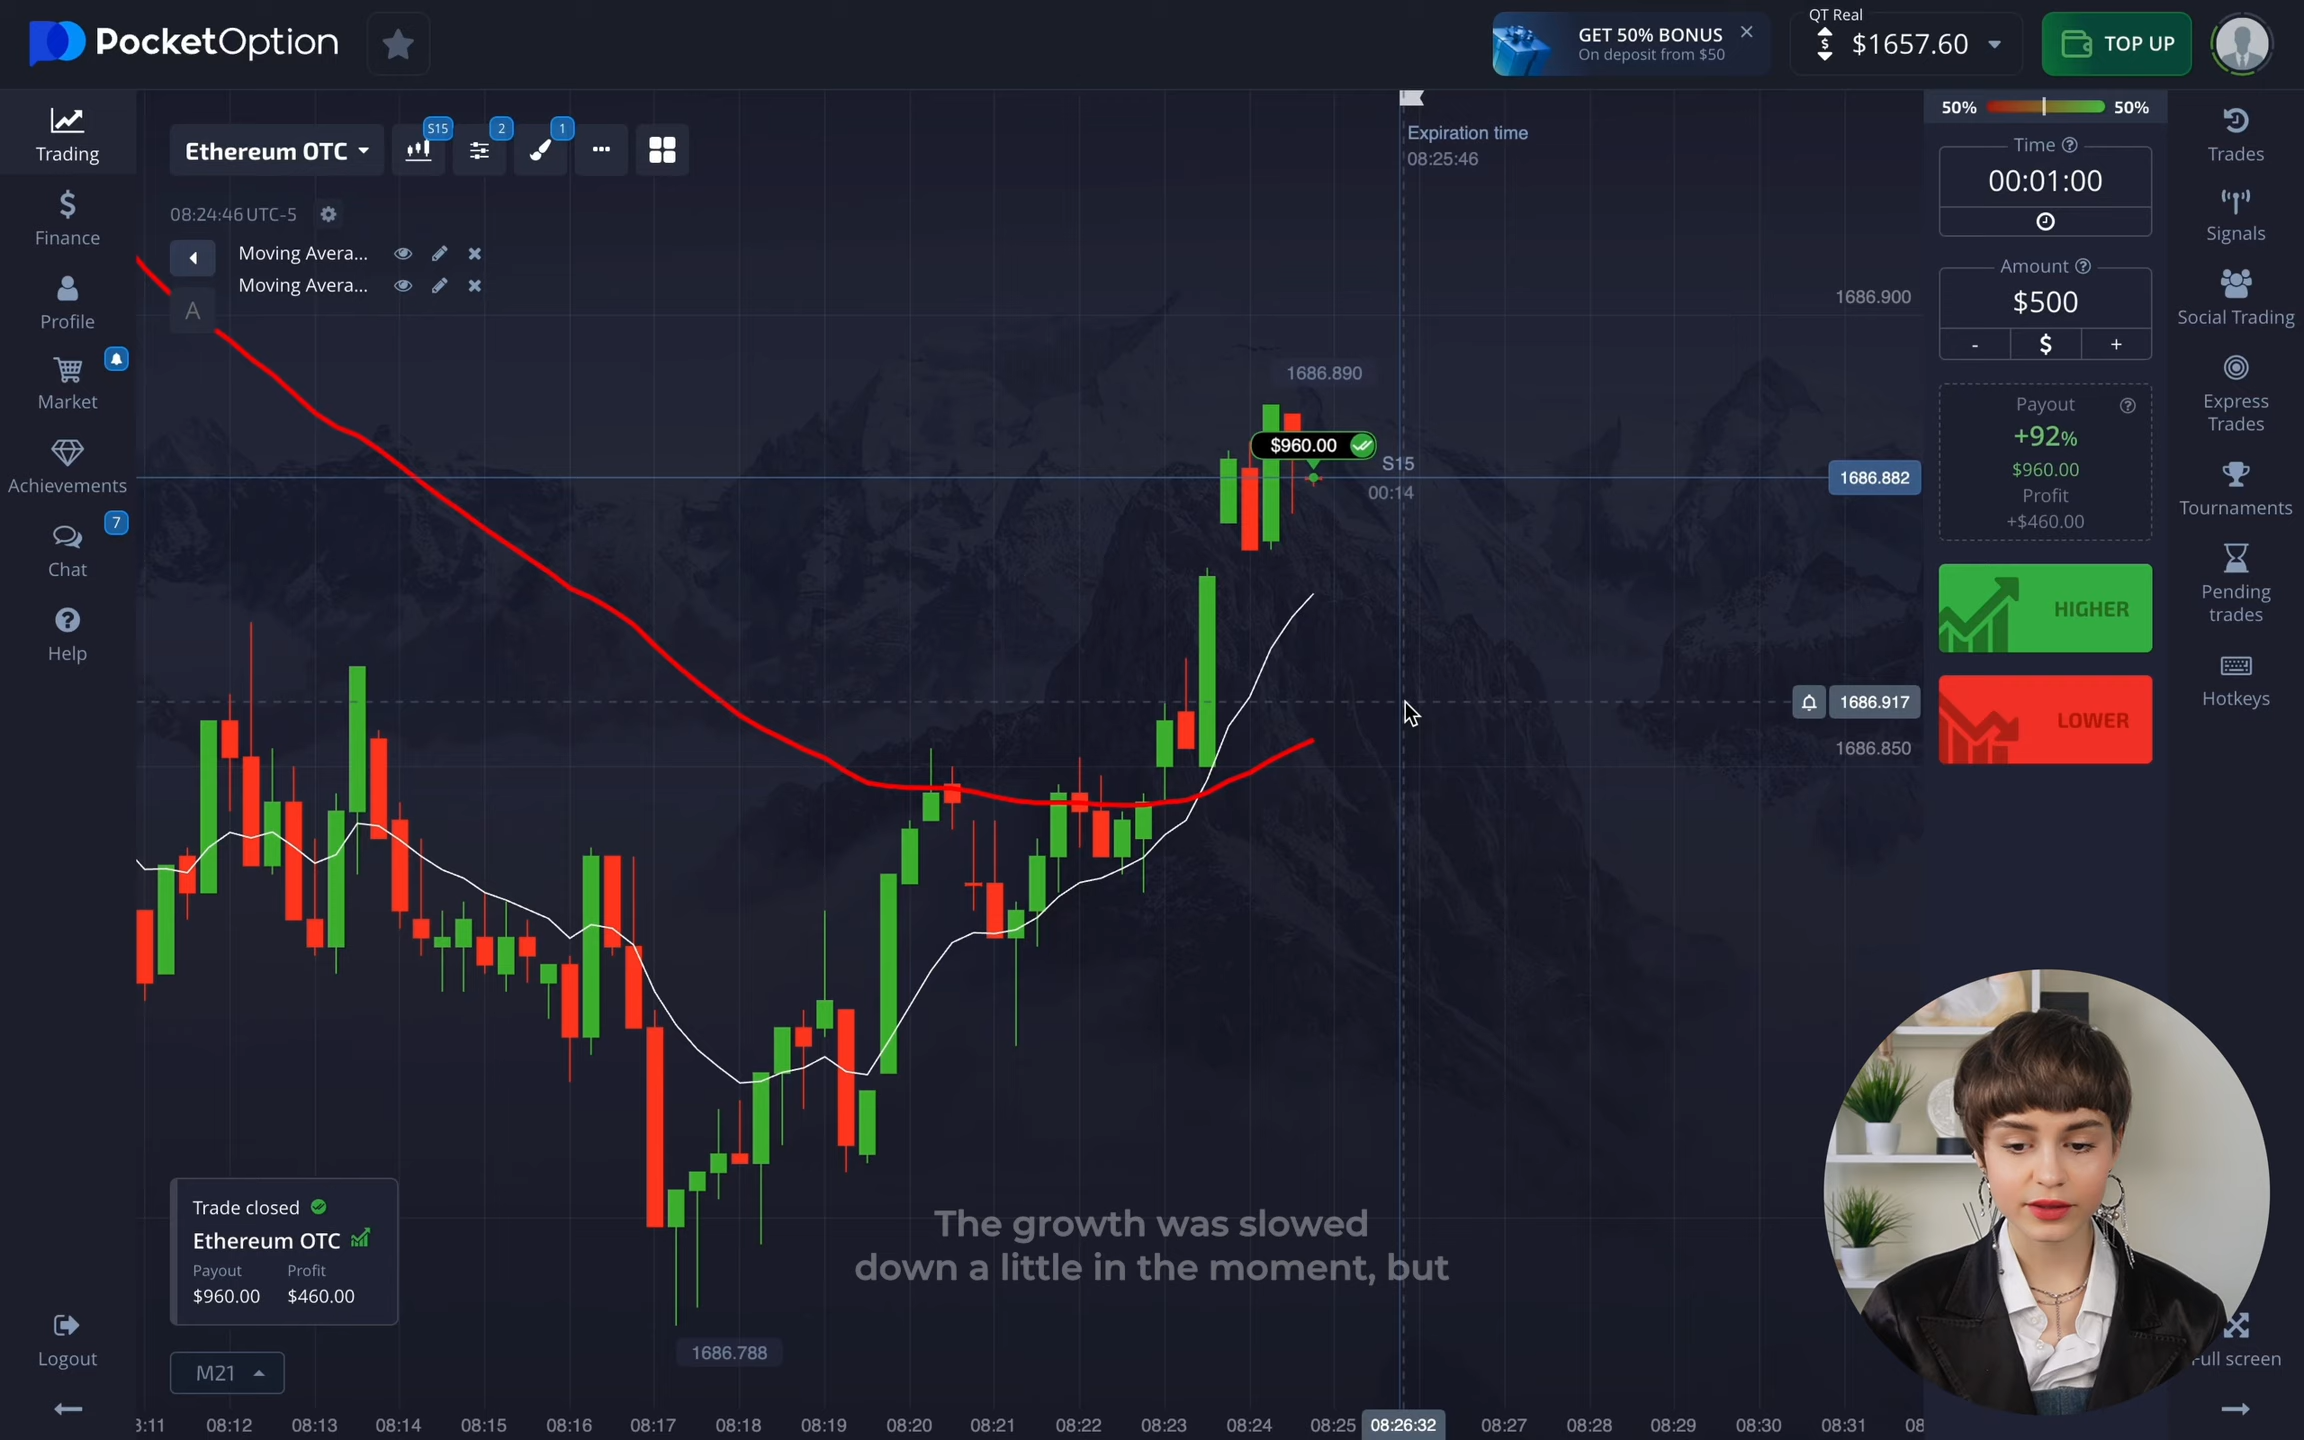 PocketOption
GET 50% BONUS
On deposit from $50
QT Real
$1657.60
TOP UP
Trading
Finance
Profile
Market
Achievements
7
Chat
Help
Logout
Ethereum OTC
S15
2
1
08:24:46 UTC-5
Moving Avera...
Moving Avera...
A
Expiration time
08:25:46
1686.900
1686.890
$960.00
S15
00:14
1686.882
1686.917
1686.850
1686.788
50%
50%
Time
00:01:00
Amount
$500
- $ +
Payout
+92%
$960.00
Profit
+$460.00
HIGHER
LOWER
Trades
Signals
Social Trading
Express
Trades
Tournaments
Pending
trades
Hotkeys
Full screen
Trade closed
Ethereum OTC
Payout Profit
$960.00 $460.00
M21
The growth was slowed
down a little in the moment, but
3:11 08:12 08:13 08:14 08:15 08:16 08:17 08:18 08:19 08:20 08:21 08:22 08:23 08:24 08:25 08:26:32 08:27 08:28 08:29 08:30 08:31 08